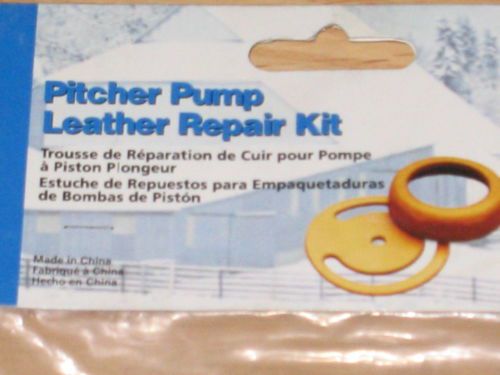 Pitcher Pump
Leather Repair Kit
Trousse de Réparation de Cuir pour Pompe
à Piston Plongeur
Estuche de Repuestos para Empaquetaduras
de Bombas de Pistón
Made in China
Fabriqué à China
Hecho en China